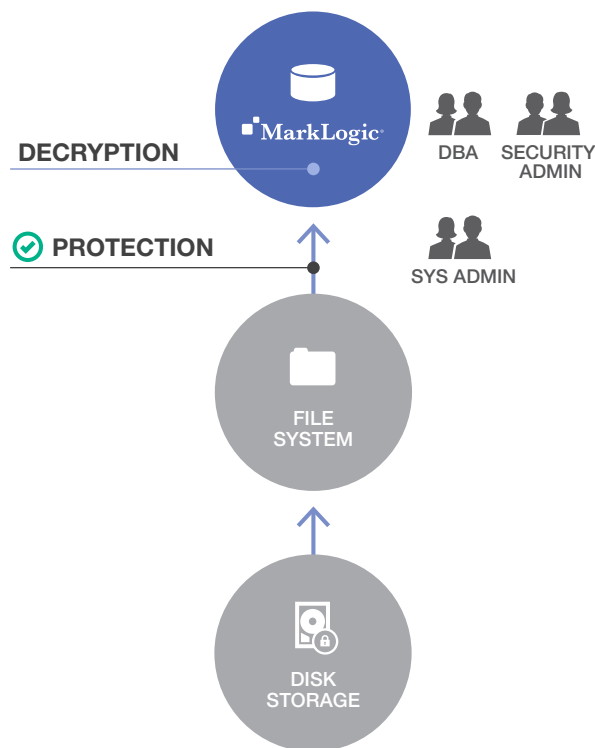 MarkLogic®
DECRYPTION
DBA
SECURITY
ADMIN
PROTECTION
SYS ADMIN
FILE
SYSTEM
DISK
STORAGE